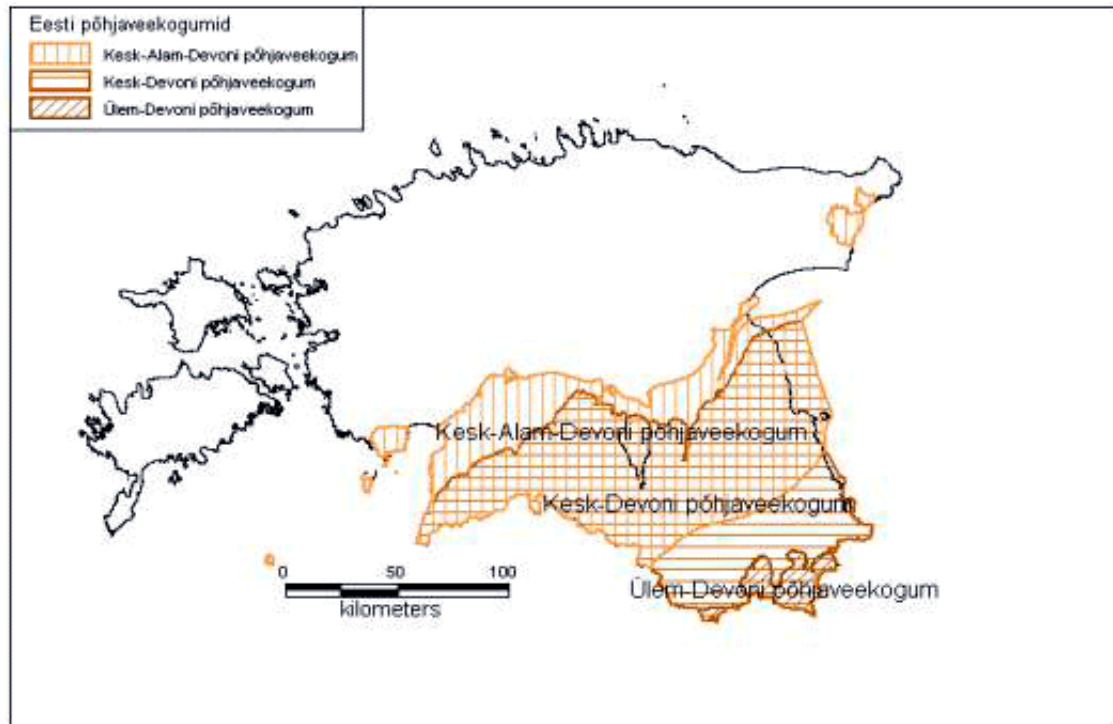 Eesti põhjaveekogumid
Kesk-Alam-Devoni põhjaveekogum
Kesk-Devoni põhjaveekogum
Ülem-Devoni põhjaveekogum
Kesk-Alam-Devoni põhjaveekogum
Kesk-Devoni põhjaveekogum
Ülem-Devoni põhjaveekogum
0 50 100
kilometers